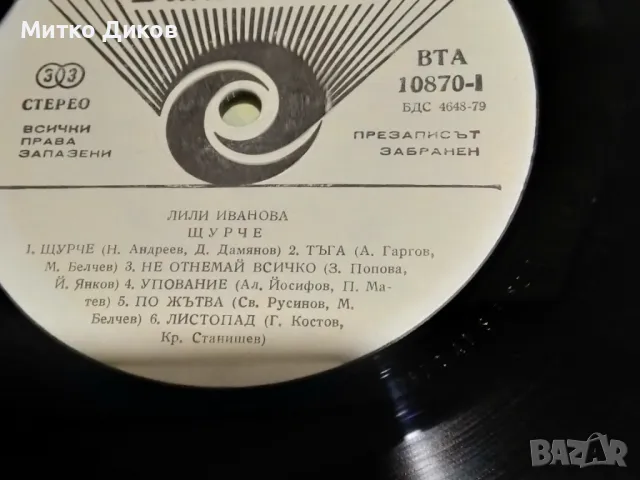 Митко Диков
33
СТЕРЕО
ВСИЧКИ
ПРАВА
ЗАПАЗЕНИ
ВТА
10870-I
БДС 4648-79
ПРЕЗАПИСЪТ
ЗАБРАНЕН
ЛИЛИ ИВАНОВА
ЩУРЧЕ
1. ЩУРЧЕ (Н. Андреев, Д. Дамянов) 2. ТЪГА (А. Гаргов,
М. Белчев) 3. НЕ ОТНЕМАЙ ВСИЧКО (З. Попова,
Й. Янков) 4. УПОВАНИЕ (Ал. Йосифов, П. Ма-
тев) 5. ПО ЖЪТВА (Св. Русинов, М.
Белчев) 6. ЛИСТОПАД (Г. Костов,
Кр. Станишев)
BAZAR